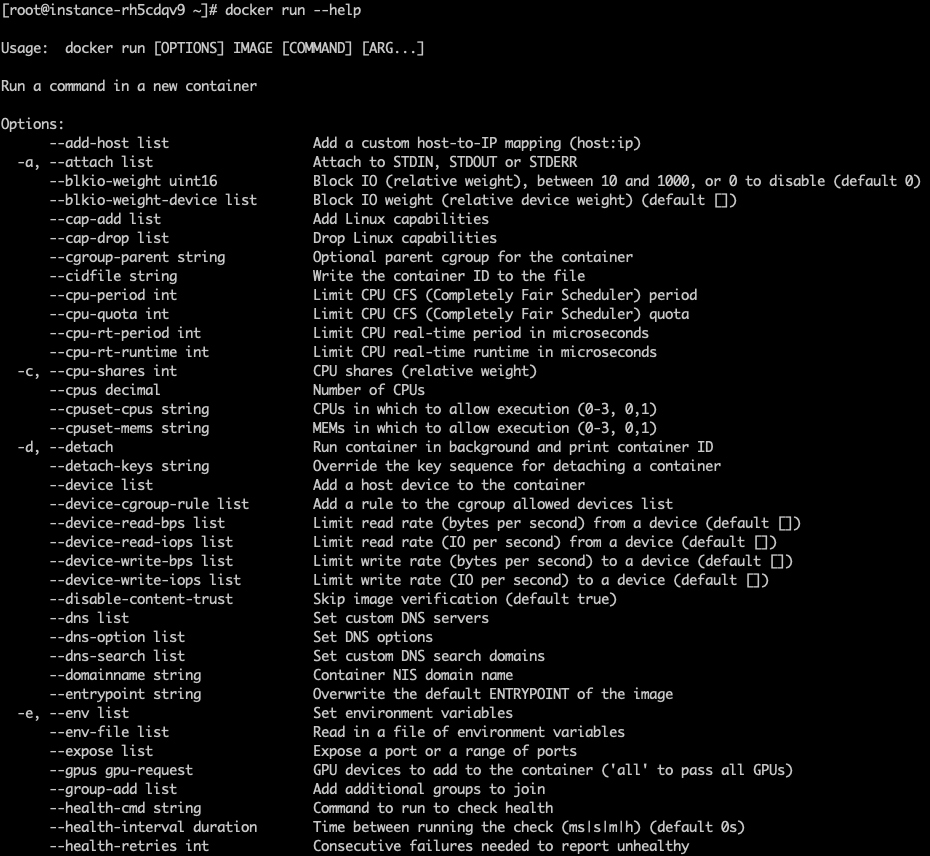 [root@instance-rh5cdqv9 ~]# docker run --help
Usage:  docker run [OPTIONS] IMAGE [COMMAND] [ARG...]
Run a command in a new container
Options:
      --add-host list                  Add a custom host-to-IP mapping (host:ip)
  -a, --attach list                    Attach to STDIN, STDOUT or STDERR
      --blkio-weight uint16            Block IO (relative weight), between 10 and 1000, or 0 to disable (default 0)
      --blkio-weight-device list       Block IO weight (relative device weight) (default [])
      --cap-add list                   Add Linux capabilities
      --cap-drop list                  Drop Linux capabilities
      --cgroup-parent string           Optional parent cgroup for the container
      --cidfile string                 Write the container ID to the file
      --cpu-period int                 Limit CPU CFS (Completely Fair Scheduler) period
      --cpu-quota int                  Limit CPU CFS (Completely Fair Scheduler) quota
      --cpu-rt-period int              Limit CPU real-time period in microseconds
      --cpu-rt-runtime int             Limit CPU real-time runtime in microseconds
  -c, --cpu-shares int                 CPU shares (relative weight)
      --cpus decimal                   Number of CPUs
      --cpuset-cpus string             CPUs in which to allow execution (0-3, 0,1)
      --cpuset-mems string             MEMs in which to allow execution (0-3, 0,1)
  -d, --detach                         Run container in background and print container ID
      --detach-keys string             Override the key sequence for detaching a container
      --device list                    Add a host device to the container
      --device-cgroup-rule list        Add a rule to the cgroup allowed devices list
      --device-read-bps list           Limit read rate (bytes per second) from a device (default [])
      --device-read-iops list          Limit read rate (IO per second) from a device (default [])
      --device-write-bps list          Limit write rate (bytes per second) to a device (default [])
      --device-write-iops list         Limit write rate (IO per second) to a device (default [])
      --disable-content-trust          Skip image verification (default true)
      --dns list                       Set custom DNS servers
      --dns-option list                Set DNS options
      --dns-search list                Set custom DNS search domains
      --domainname string              Container NIS domain name
      --entrypoint string              Overwrite the default ENTRYPOINT of the image
  -e, --env list                       Set environment variables
      --env-file list                  Read in a file of environment variables
      --expose list                    Expose a port or a range of ports
      --gpus gpu-request               GPU devices to add to the container ('all' to pass all GPUs)
      --group-add list                 Add additional groups to join
      --health-cmd string              Command to run to check health
      --health-interval duration       Time between running the check (ms|s|m|h) (default 0s)
      --health-retries int             Consecutive failures needed to report unhealthy